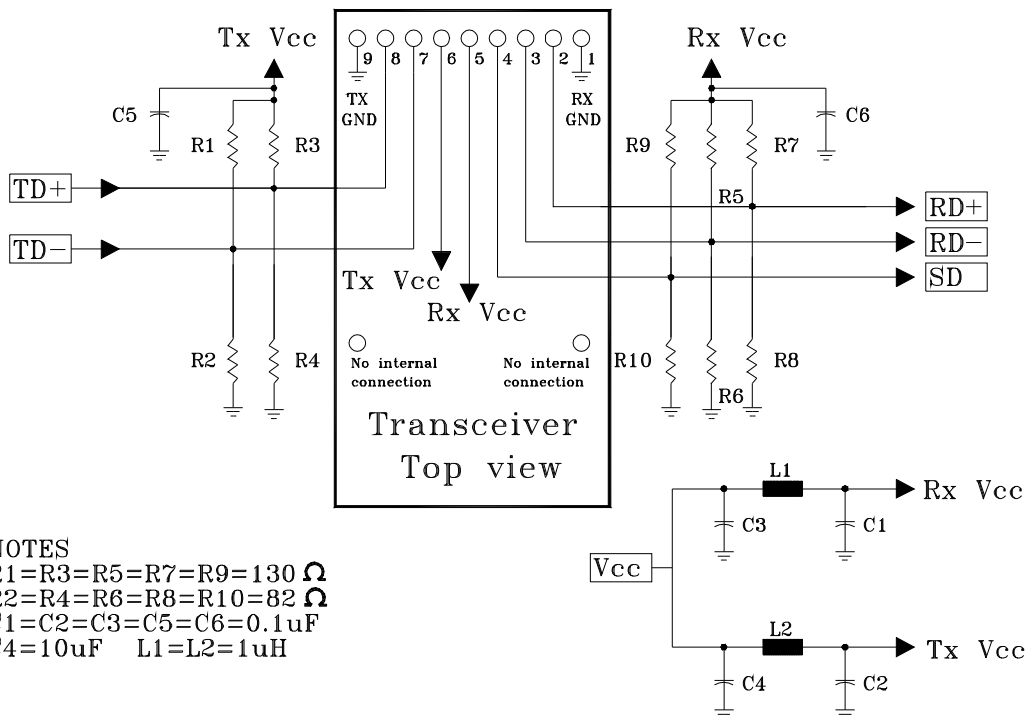 Tx Vcc
Rx Vcc
9 8 7 6 5 4 3 2 1
TX
GND
RX
GND
C5
C6
R1
R3
R9
R7
TD+
R5
RD+
TD-
RD-
Tx Vcc
SD
Rx Vcc
No internal
connection
No internal
connection
R2
R4
R10
R8
R6
Transceiver
Top view
L1
Rx Vcc
C3
C1
Vcc
L2
Tx Vcc
C4
C2
NOTES
R1=R3=R5=R7=R9=130 Ω
R2=R4=R6=R8=R10=82 Ω
C1=C2=C3=C5=C6=0.1uF
C4=10uF L1=L2=1uH